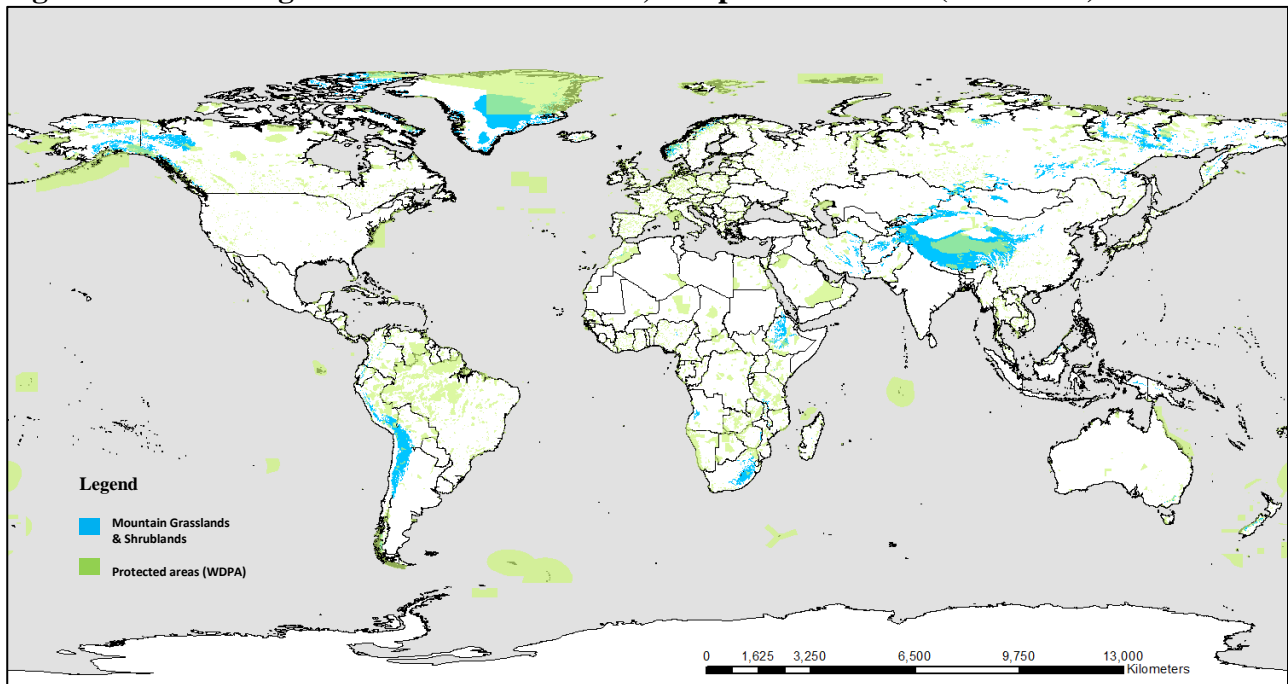 Legend
Mountain Grasslands
& Shrublands
Protected areas (WDPA)
0 1,625 3,250 6,500 9,750 13,000
Kilometers